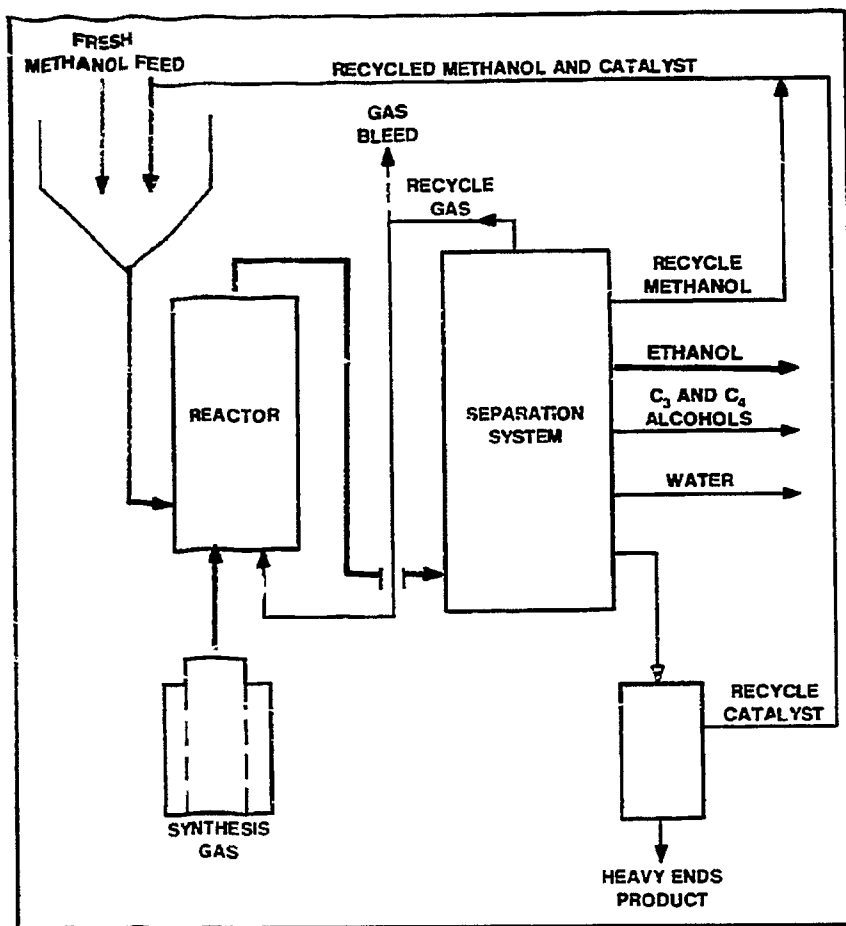 FRESH
METHANOL FEED
RECYCLED METHANOL AND CATALYST
GAS
BLEED
RECYCLE
GAS
RECYCLE
METHANOL
ETHANOL
C₃ AND C₄
ALCOHOLS
WATER
REACTOR
SEPARATION
SYSTEM
RECYCLE
CATALYST
SYNTHESIS
GAS
HEAVY ENDS
PRODUCT